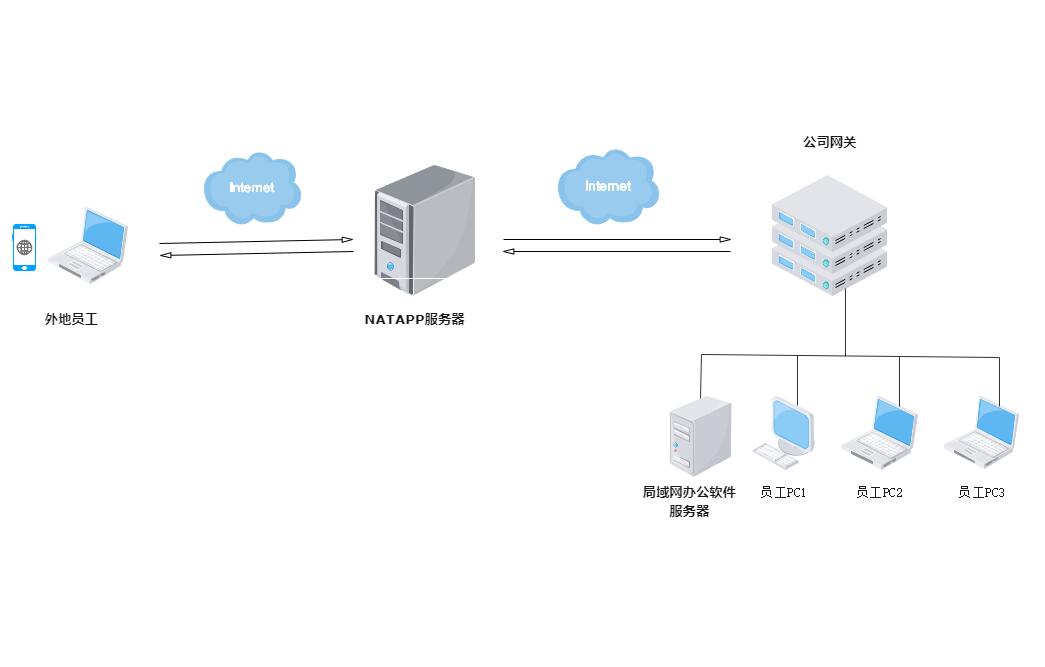 公司网关
Internet
Internet
外地员工
NATAPP服务器
局域网办公软件
服务器
员工PC1
员工PC2
员工PC3